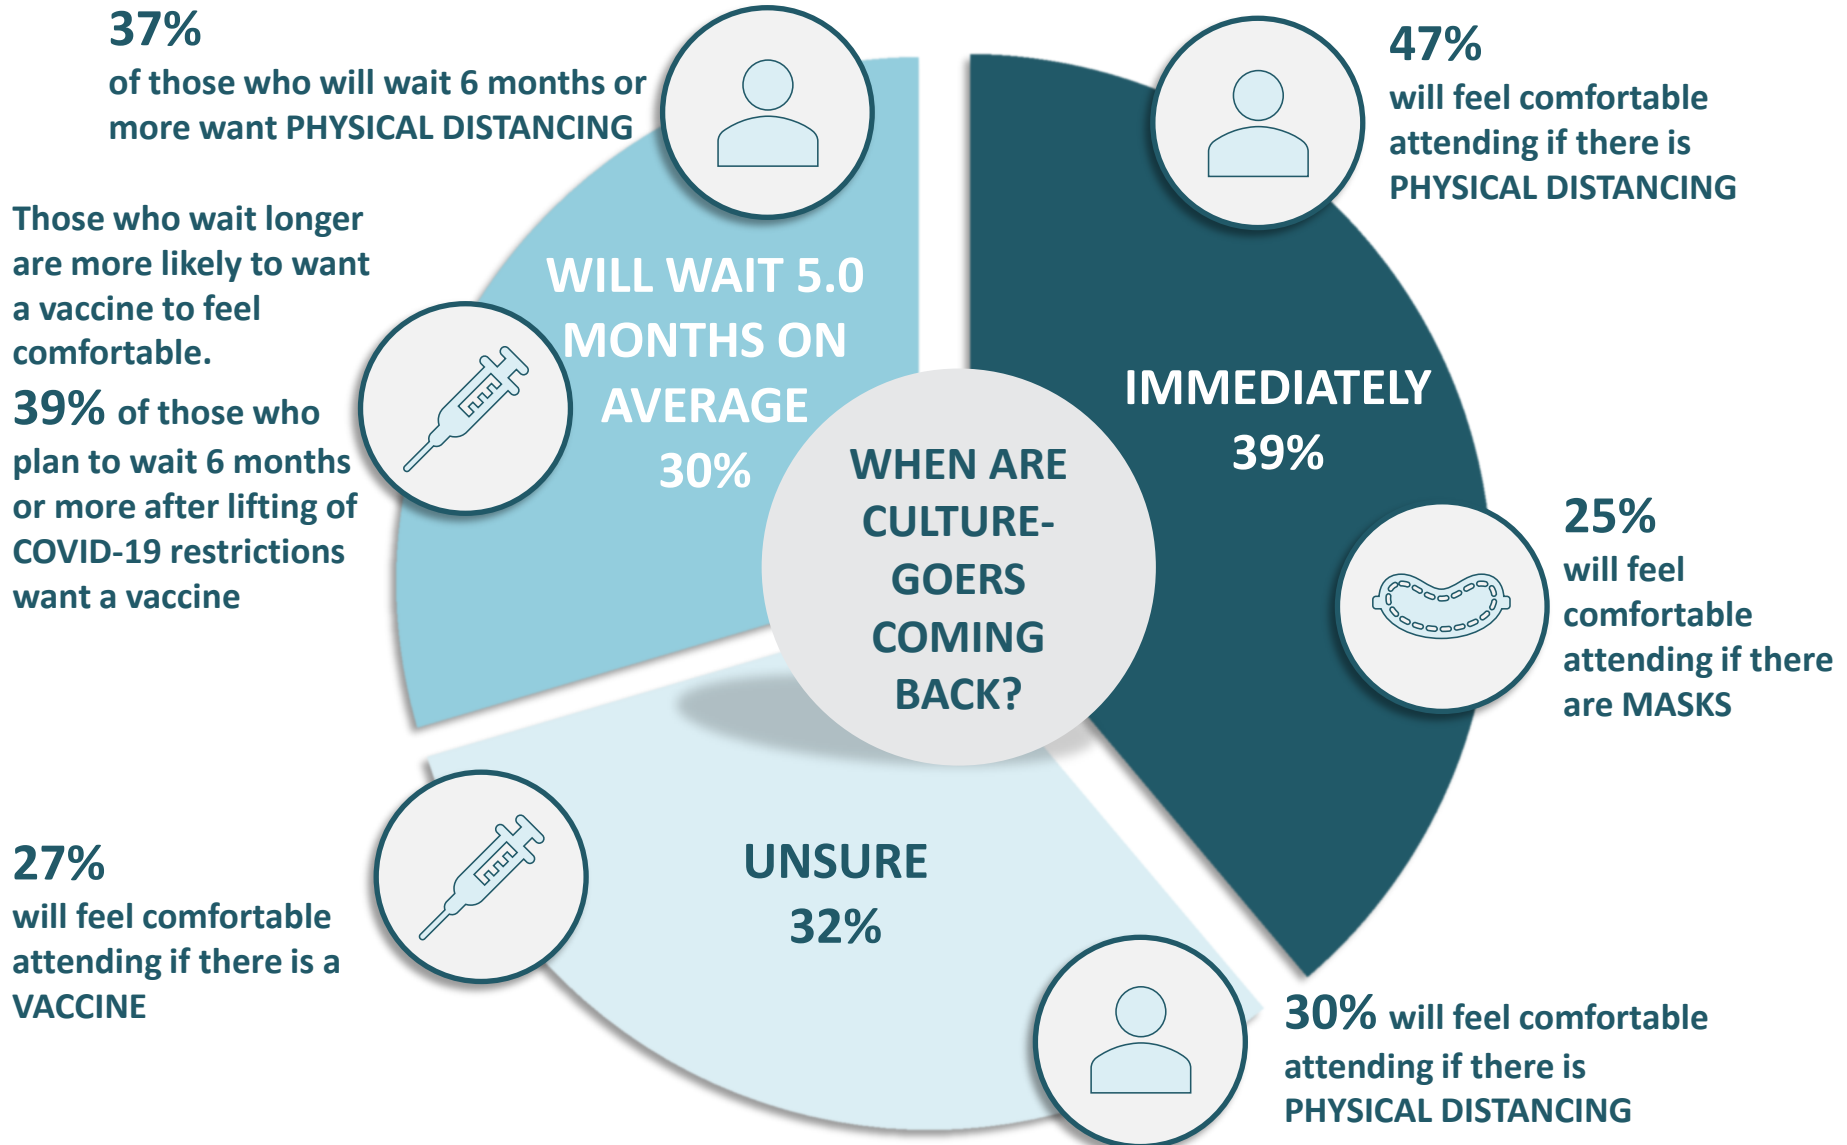 37%
of those who will wait 6 months or
more want PHYSICAL DISTANCING
Those who wait longer
are more likely to want
a vaccine to feel
comfortable.
39% of those who
plan to wait 6 months
or more after lifting of
COVID-19 restrictions
want a vaccine
WILL WAIT 5.0
MONTHS ON
AVERAGE
30%
WHEN ARE
CULTURE-
GOERS
COMING
BACK?
IMMEDIATELY
39%
47%
will feel comfortable
attending if there is
PHYSICAL DISTANCING
25%
will feel
comfortable
attending if there
are MASKS
UNSURE
32%
27%
will feel comfortable
attending if there is a
VACCINE
30% will feel comfortable
attending if there is
PHYSICAL DISTANCING